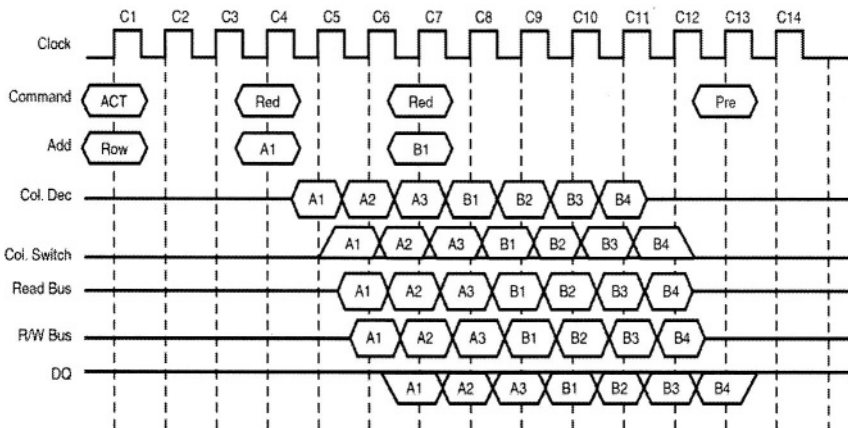 C1 C2 C3 C4 C5 C6 C7 C8 C9 C10 C11 C12 C13 C14
Clock
Command ACT Red Red Pre
Add Row A1 B1
Col. Dec A1 A2 A3 B1 B2 B3 B4
Col. Switch A1 A2 A3 B1 B2 B3 B4
Read Bus A1 A2 A3 B1 B2 B3 B4
R/W Bus A1 A2 A3 B1 B2 B3 B4
DQ A1 A2 A3 B1 B2 B3 B4